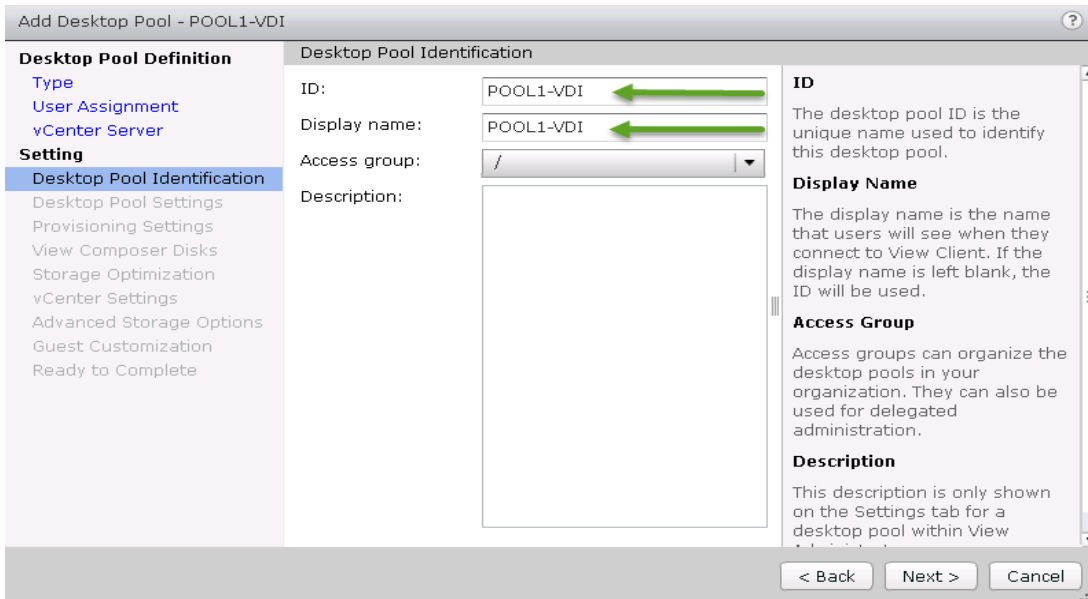 Add Desktop Pool - POOL1-VDI
?
Desktop Pool Definition
Type
User Assignment
vCenter Server
Setting
Desktop Pool Identification
Desktop Pool Settings
Provisioning Settings
View Composer Disks
Storage Optimization
vCenter Settings
Advanced Storage Options
Guest Customization
Ready to Complete
Desktop Pool Identification
ID: POOL1-VDI
Display name: POOL1-VDI
Access group: /
Description:
ID
The desktop pool ID is the
unique name used to identify
this desktop pool.
Display Name
The display name is the name
that users will see when they
connect to View Client. If the
display name is left blank, the
ID will be used.
Access Group
Access groups can organize the
desktop pools in your
organization. They can also be
used for delegated
administration.
Description
This description is only shown
on the Settings tab for a
desktop pool within View
< Back
Next >
Cancel